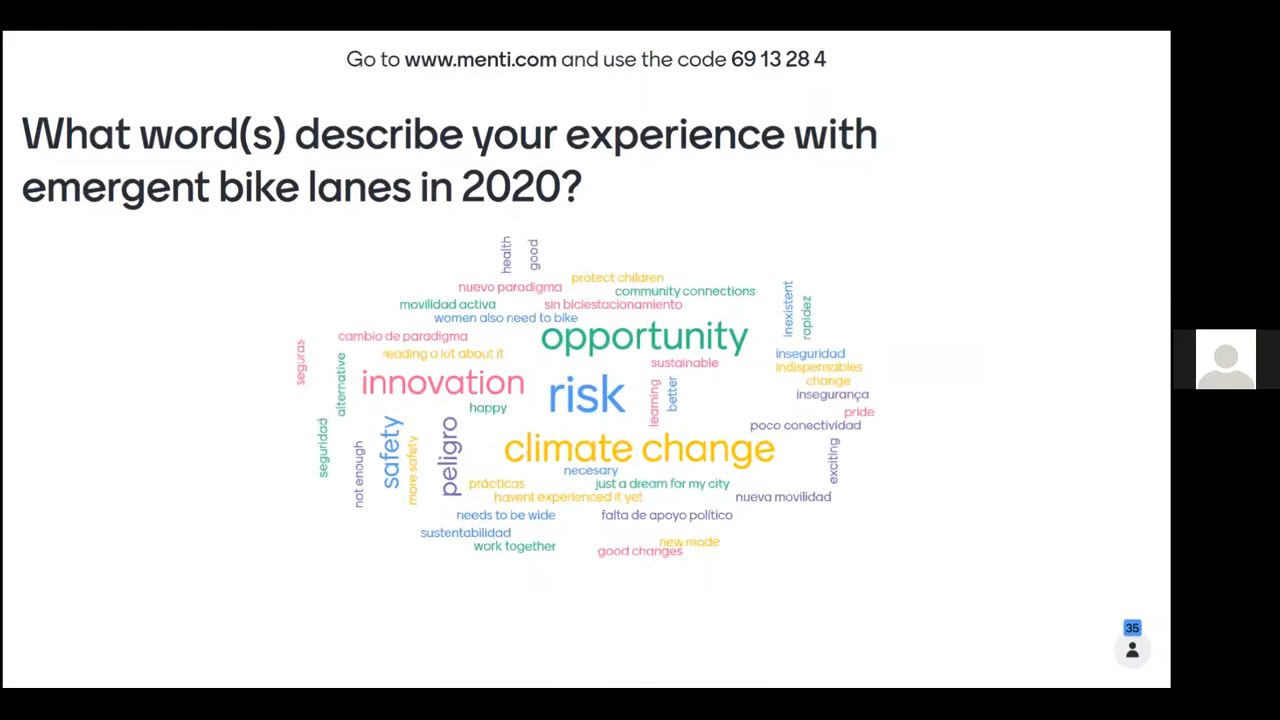 Go to www.menti.com and use the code 69 13 28 4
What word(s) describe your experience with
emergent bike lanes in 2020?
health
good
protect children
nuevo paradigma
community connections
movilidad activa
sin biciestacionamiento
women also need to bike
inexistent
rapidez
cambio de paradigma
opportunity
seguras
alternative
reading a lot about it
sustainable
inseguridad
indispensables
innovation
risk
learning
better
change
insegurança
happy
pride
poco conectividad
seguridad
not enough
safety
more safety
peligro
climate change
exciting
necesary
prácticas
just a dream for my city
havent experienced it yet
nueva movilidad
needs to be wide
falta de apoyo político
sustentabilidad
work together
new mode
good changes
35